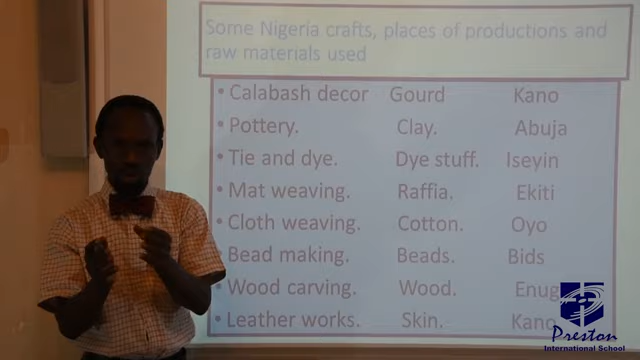 Some Nigeria crafts, places of productions and
raw materials used
• Calabash decor Gourd Kano
• Pottery. Clay. Abuja
• Tie and dye. Dye stuff. Iseyin
• Mat weaving. Raffia. Ekiti
• Cloth weaving. Cotton. Oyo
• Bead making. Beads. Bids
• Wood carving. Wood. Enug
• Leather works. Skin. Kano
Preston
International School